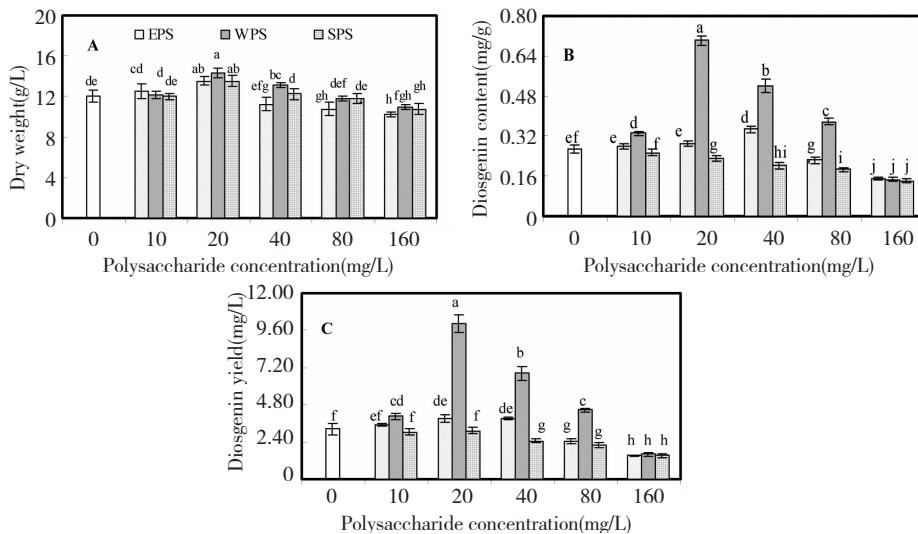 A
EPS WPS SPS
Dry weight(g/L)
20
16
12
8
4
0
de cd d de ab a ab efg bc d gh def de h fgh gh
0 10 20 40 80 160
Polysaccharide concentration(mg/L)
B
Diosgenin content(mg/g)
0.80
0.64
0.48
0.32
0.16
0
ef e d f e a g d b hi g c i j j j
0 10 20 40 80 160
Polysaccharide concentration(mg/L)
C
Diosgenin yield(mg/L)
12.00
9.60
7.20
4.80
2.40
0.00
f ef cd f de a f de b g g c g h h h
0 10 20 40 80 160
Polysaccharide concentration(mg/L)